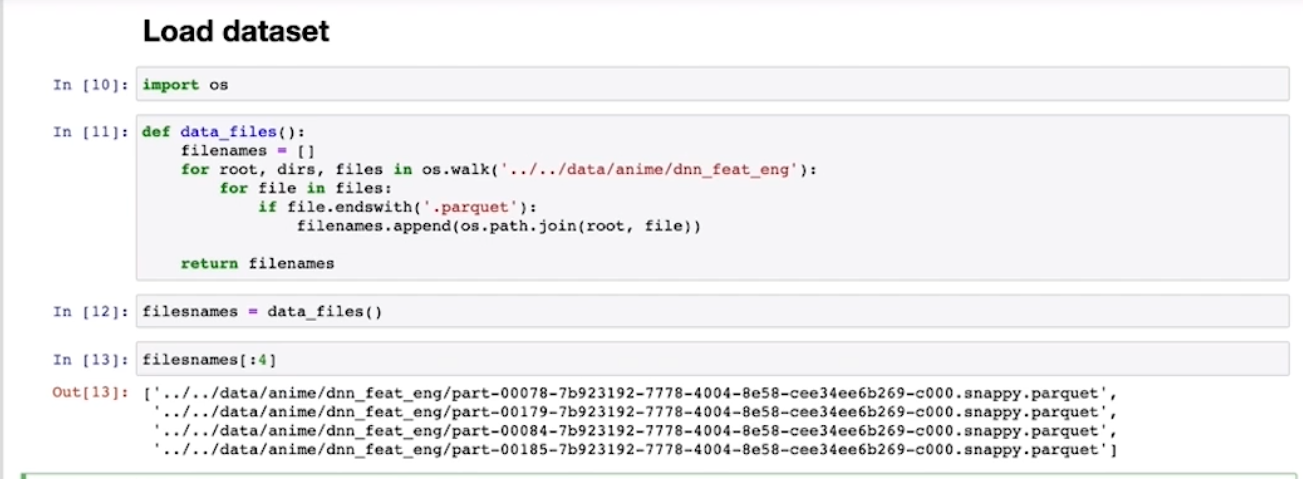 Load dataset
In [10]: import os
In [11]: def data_files():
    filenames = []
    for root, dirs, files in os.walk('../../data/anime/dnn_feat_eng'):
        for file in files:
            if file.endswith('.parquet'):
                filenames.append(os.path.join(root, file))
    return filenames
In [12]: filesnames = data_files()
In [13]: filesnames[:4]
Out[13]: ['../../data/anime/dnn_feat_eng/part-00078-7b923192-7778-4004-8e58-cee34ee6b269-c000.snappy.parquet',
'../../data/anime/dnn_feat_eng/part-00179-7b923192-7778-4004-8e58-cee34ee6b269-c000.snappy.parquet',
'../../data/anime/dnn_feat_eng/part-00084-7b923192-7778-4004-8e58-cee34ee6b269-c000.snappy.parquet',
'../../data/anime/dnn_feat_eng/part-00185-7b923192-7778-4004-8e58-cee34ee6b269-c000.snappy.parquet']